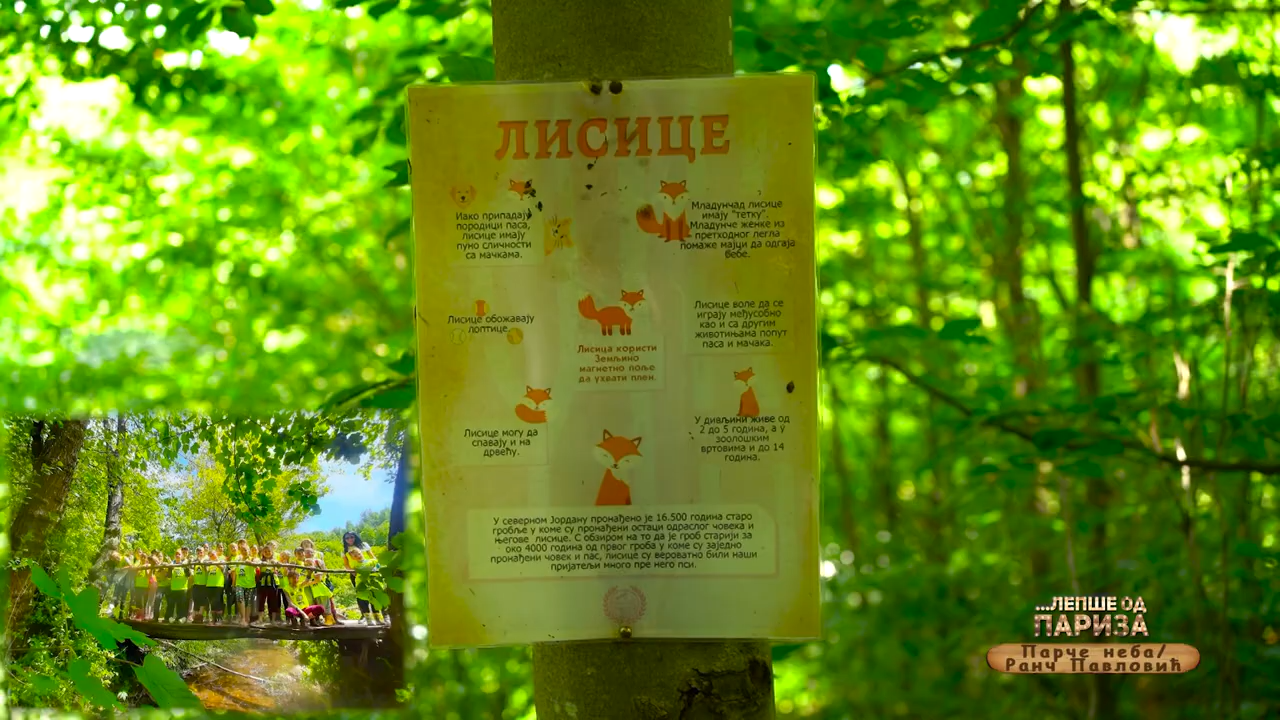 ЛИСИЦЕ
Иако припадају
породици паса,
лисице имају
пуно сличности
са мачкама.
Младунчад лисице
имају "тетку".
Младунче женке из
претходног легла
помаже мајци да одгаја
бебе.
Лисице обожавају
лоптице.
Лисица користи
Земљино
магнетно поље
да ухвати плен.
Лисице воле да се
играју међусобно
као и са другим
животињама попут
паса и мачака.
Лисице могу да
спавају и на
дрвећу.
У дивљини живе од
2 до 5 година, а у
зоолошким
вртовима и до 14
година.
У северном Јордану пронађено је 16.500 година старо
гробље у коме су пронађени остаци одраслог човека и
његове лисице. С обзиром на то да је гроб старији за
око 4000 година од првог гроба у коме су заједно
пронађени човек и пас, лисице су вероватно били наши
пријатељи много пре него пси.
...ЛЕПШЕ ОД
ПАРИЗА
Парче неба/
Ранч Павловић